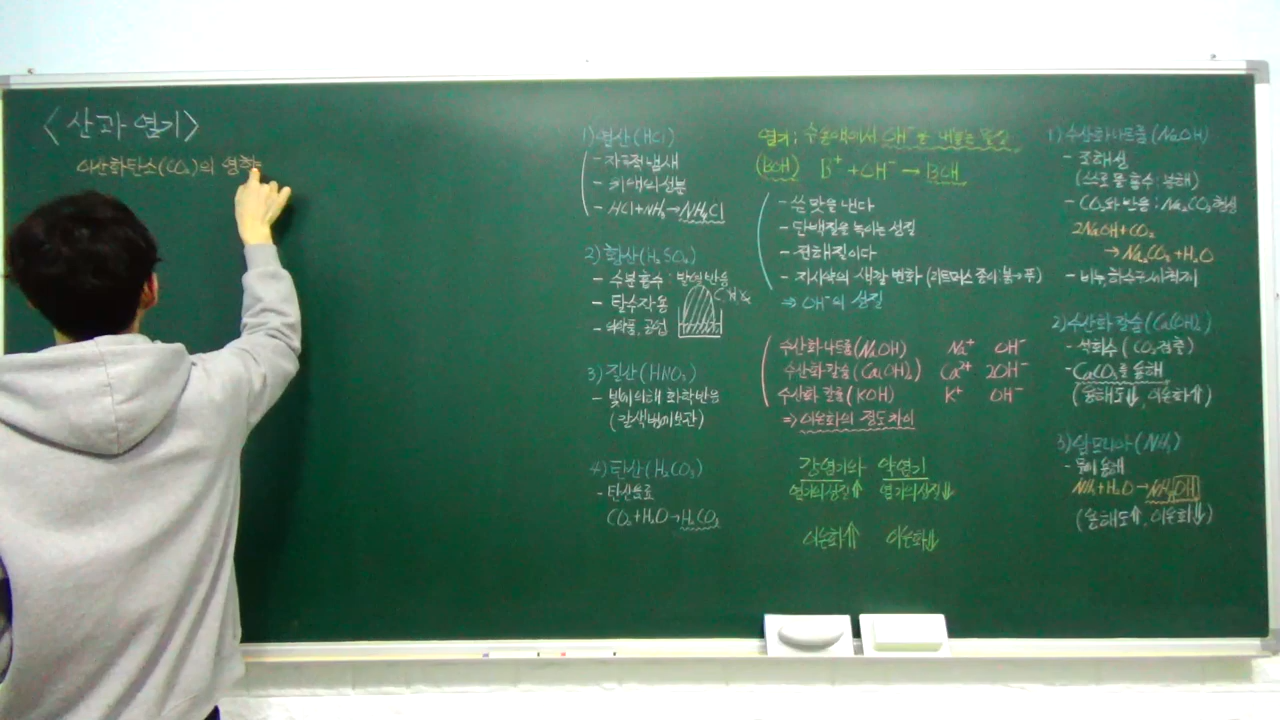 <산과 염기>
이산화탄소(CO₂)의 영향
1) 염산(HCl)
- 자극적 냄새
- 위액의 성분
- HCl+NH₃→NH₄Cl
2) 황산(H₂SO₄)
- 수분흡수 : 발열반응
- 탈수작용
- 의약품, 공업
3) 질산(HNO₃)
- 빛에 의해 화학반응
(갈색병에 보관)
4) 탄산(H₂CO₃)
- 탄산음료
CO₂+H₂O→H₂CO₃
염기 : 수용액에서 OH⁻을 내놓는 물질
(BOH) B⁺+OH⁻→BOH
- 쓴 맛을 낸다
- 단백질을 녹이는 성질
- 전해질이다
- 지시약의 색깔 변화 (리트머스 종이:붉→푸)
⇒ OH⁻의 성질
수산화 나트륨(NaOH) Na⁺ OH⁻
수산화 칼슘(Ca(OH)₂) Ca²⁺ 2OH⁻
수산화 칼륨(KOH) K⁺ OH⁻
⇒이온화의 정도 차이
강염기와 약염기
염기의성질↑ 염기의성질↓
이온화↑ 이온화↓
1) 수산화나트륨(NaOH)
- 조해성
(스스로 물 흡수:용해)
- CO₂와 반응 : Na₂CO₃ 형성
2NaOH+CO₂
→Na₂CO₃+H₂O
- 비누, 하수구 세척제
2) 수산화 칼슘(Ca(OH)₂)
- 석회수 (CO₂검출)
- CaCO₃를 용해
(용해도↓, 이온화↑)
3) 암모니아(NH₃)
- 물에 용해
NH₃+H₂O→NH₄OH
(용해도↑, 이온화↓)